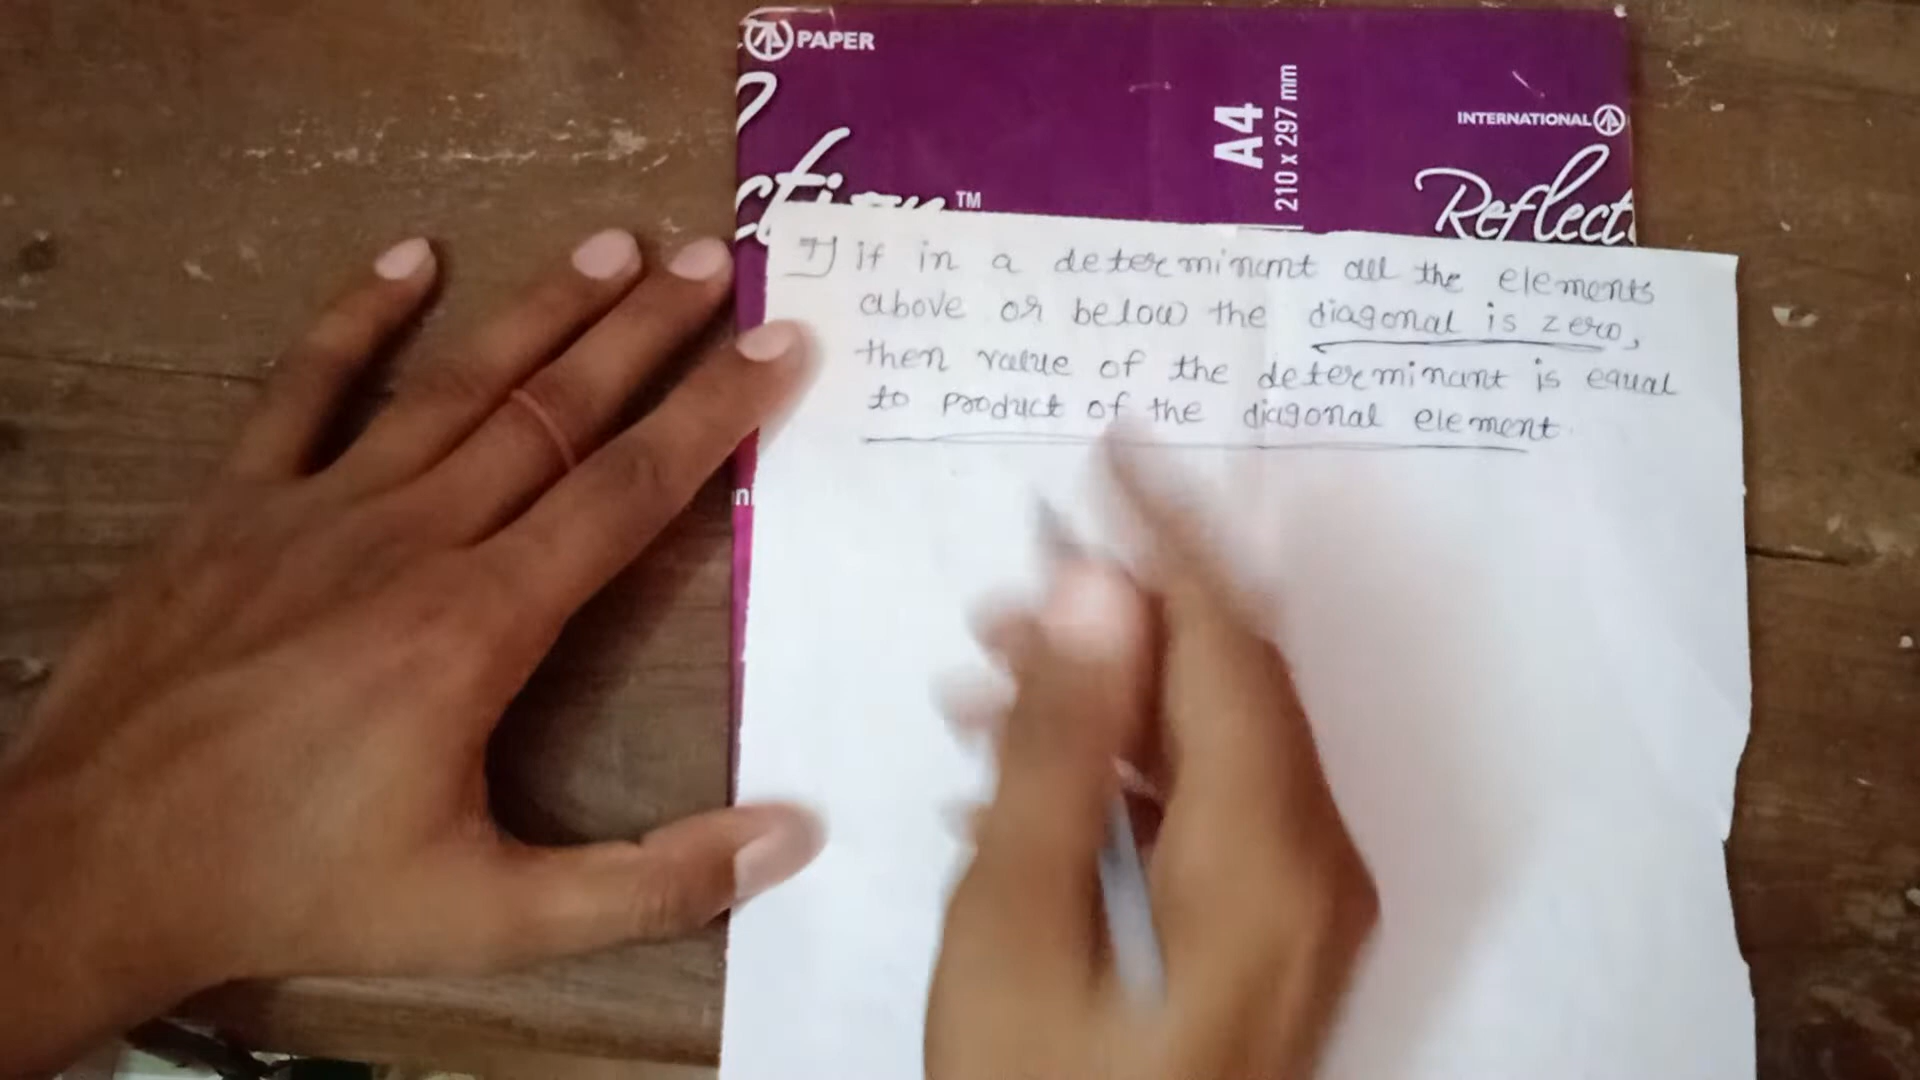 PAPER
A4
210 x 297 mm
INTERNATIONAL
Reflect
TM
7) if in a determinant all the elements
above or below the diagonal is zero,
then value of the determinant is equal
to product of the diagonal element